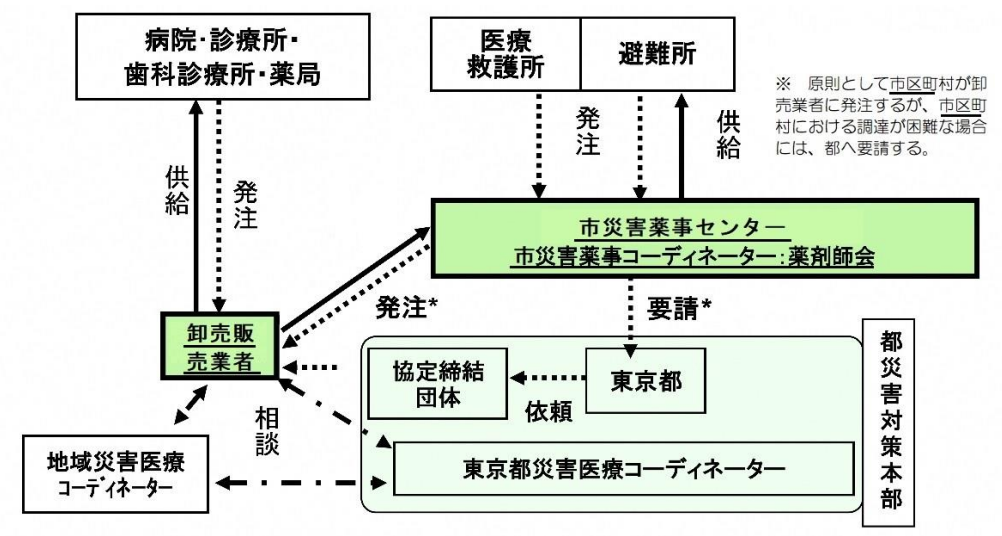 病院・診療所・
歯科診療所・薬局
医療
救護所
避難所
※　原則として市区町村が卸
売業者に発注するが、市区町
村における調達が困難な場合
には、都へ要請する。
供給
発注
発注
供給
市災害薬事センター
市災害薬事コーディネーター：薬剤師会
発注*
要請*
卸売販
売業者
協定締結
団体
東京都
依頼
都災害対策本部
相談
地域災害医療
コーディネーター
東京都災害医療コーディネーター